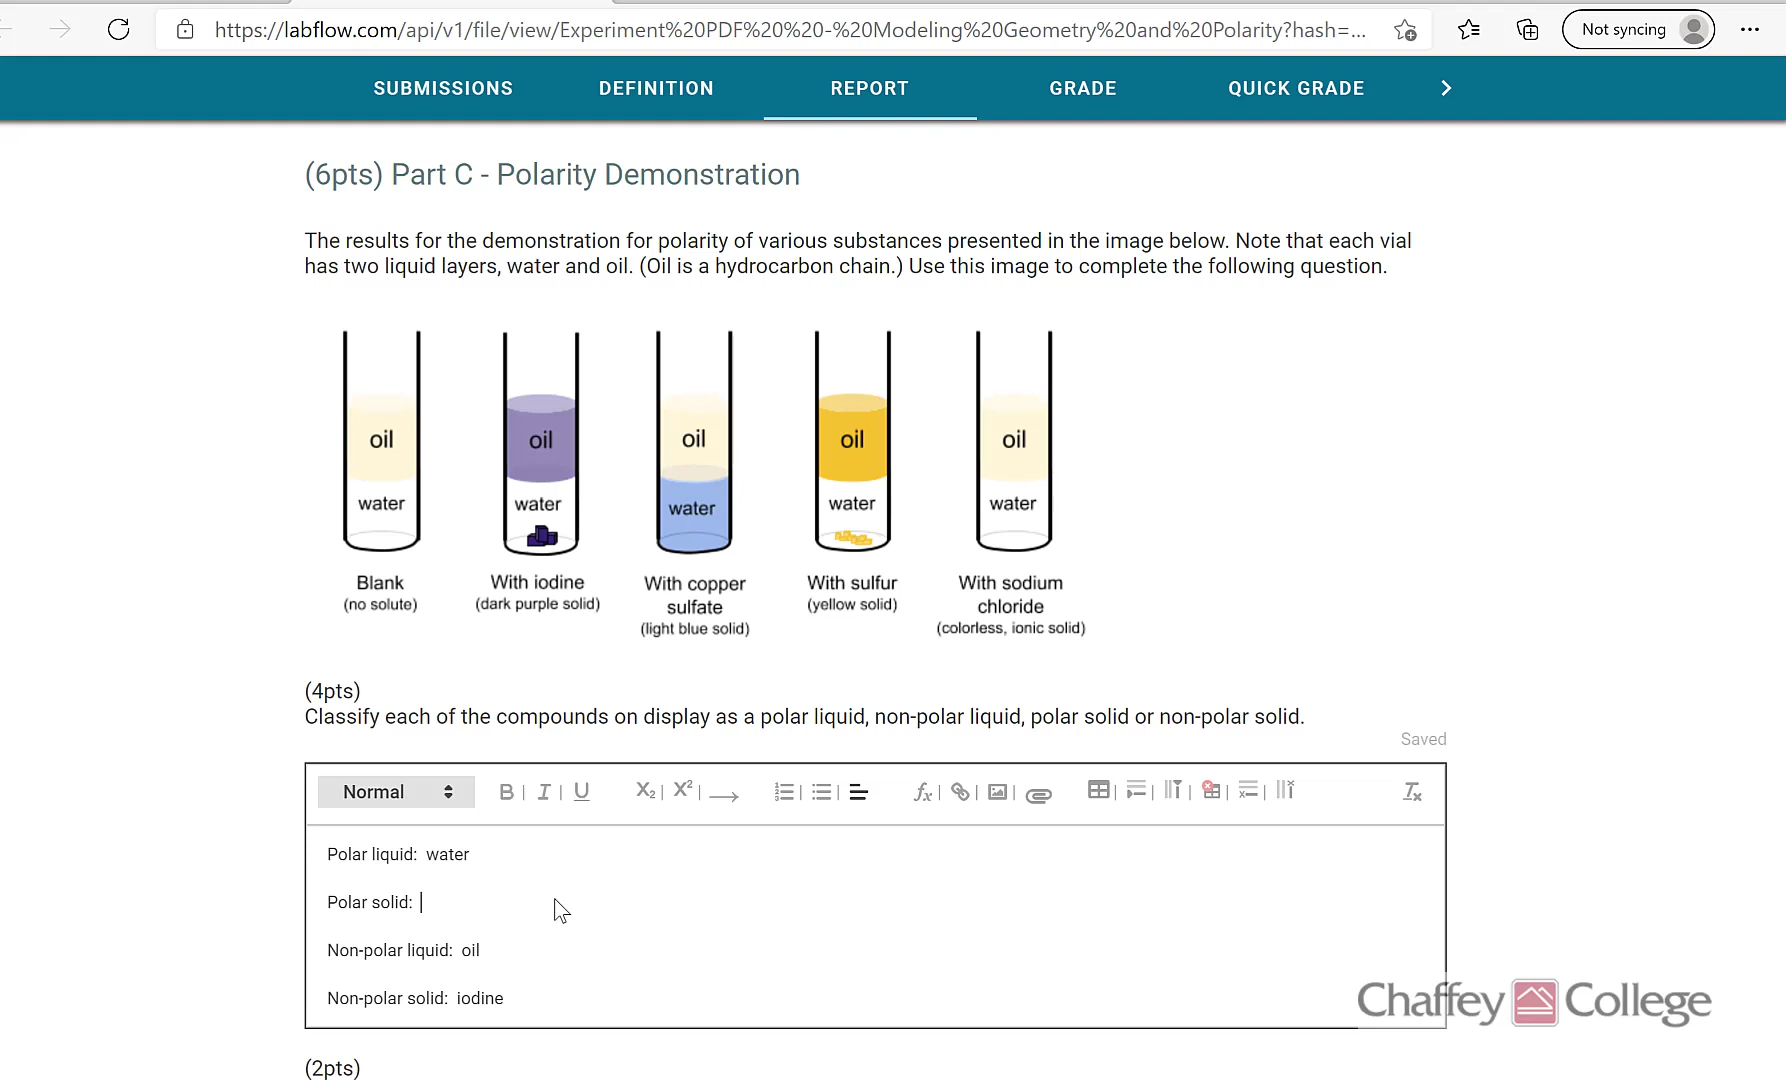 https://labflow.com/api/v1/file/view/Experiment%20PDF%20%20-%20Modeling%20Geometry%20and%20Polarity?hash=...
Not syncing
SUBMISSIONS DEFINITION REPORT GRADE QUICK GRADE
(6pts) Part C - Polarity Demonstration
The results for the demonstration for polarity of various substances presented in the image below. Note that each vial
has two liquid layers, water and oil. (Oil is a hydrocarbon chain.) Use this image to complete the following question.
oil oil oil oil oil
water water water water water
Blank
(no solute)
With iodine
(dark purple solid)
With copper
sulfate
(light blue solid)
With sulfur
(yellow solid)
With sodium
chloride
(colorless, ionic solid)
(4pts)
Classify each of the compounds on display as a polar liquid, non-polar liquid, polar solid or non-polar solid.
Saved
Normal B I U X₂ X² fx Tx
Polar liquid: water
Polar solid:
Non-polar liquid: oil
Non-polar solid: iodine
Chaffey College
(2pts)